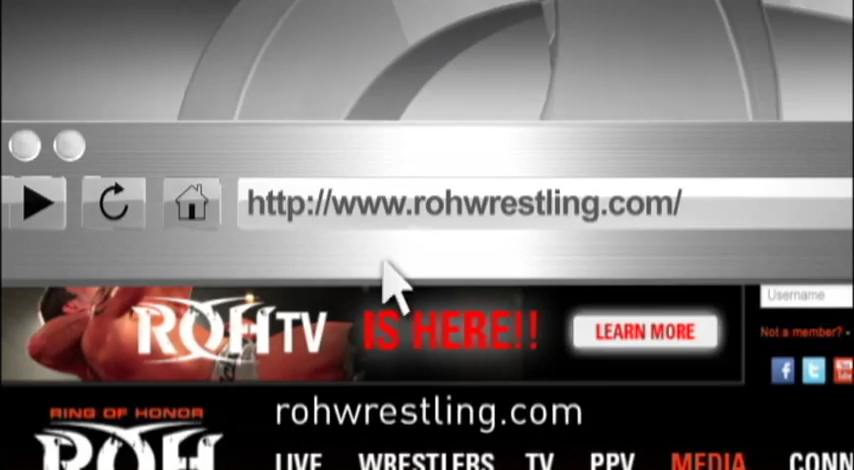 http://www.rohwrestling.com/
Username
ROH TV IS HERE!! LEARN MORE
Not a member?
rohwrestling.com
RING OF HONOR
ROH
LIVE WRESTLERS TV PPV MEDIA